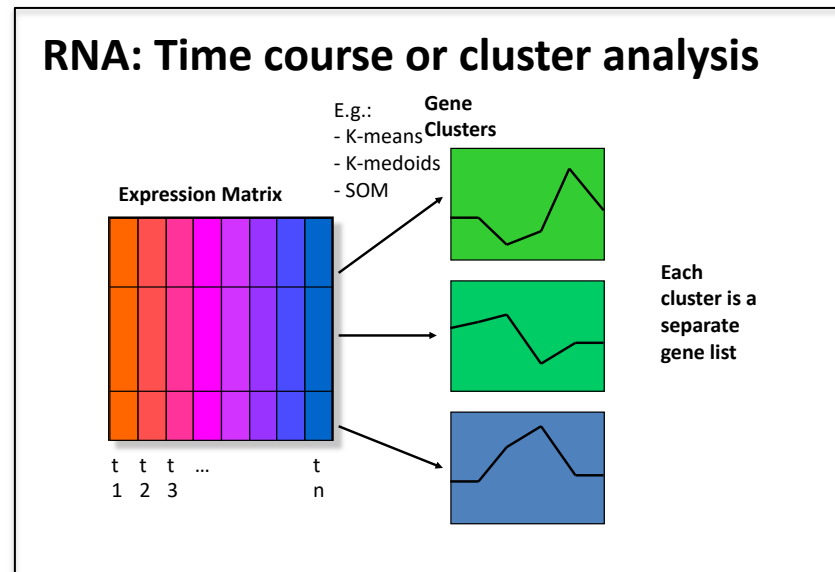 RNA: Time course or cluster analysis
E.g.:
- K-means
- K-medoids
- SOM
Gene
Clusters
Expression Matrix
Each
cluster is a
separate
gene list
t t t ... t
1 2 3 n